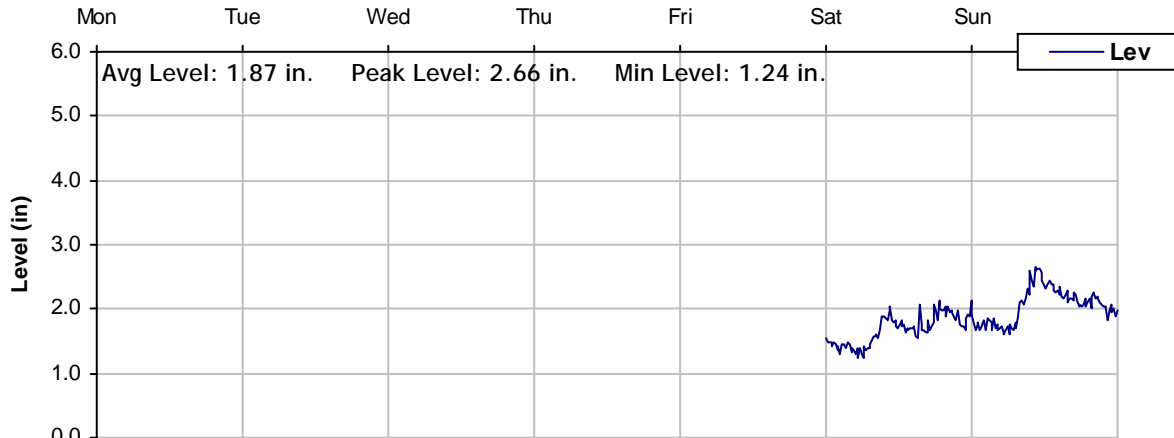 Mon Tue Wed Thu Fri Sat Sun
6.0
Lev
Avg Level: 1.87 in. Peak Level: 2.66 in. Min Level: 1.24 in.
5.0
4.0
Level (in)
3.0
2.0
1.0
0.0